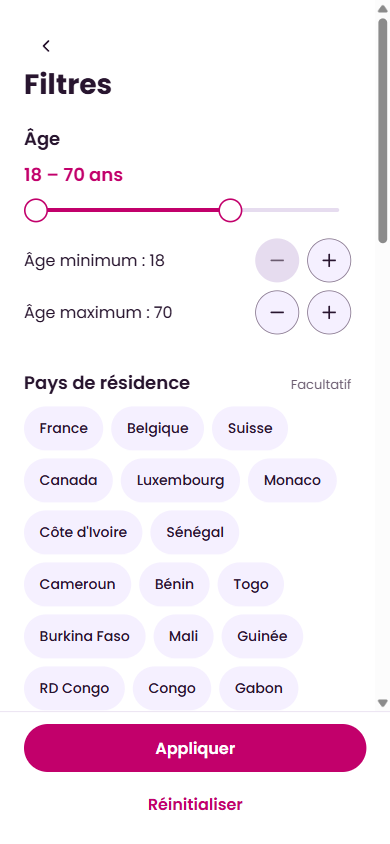 Filtres
Âge
18 – 70 ans
Âge minimum : 18
Âge maximum : 70
Pays de résidence Facultatif
France Belgique Suisse
Canada Luxembourg Monaco
Côte d'Ivoire Sénégal
Cameroun Bénin Togo
Burkina Faso Mali Guinée
RD Congo Congo Gabon
Appliquer
Réinitialiser